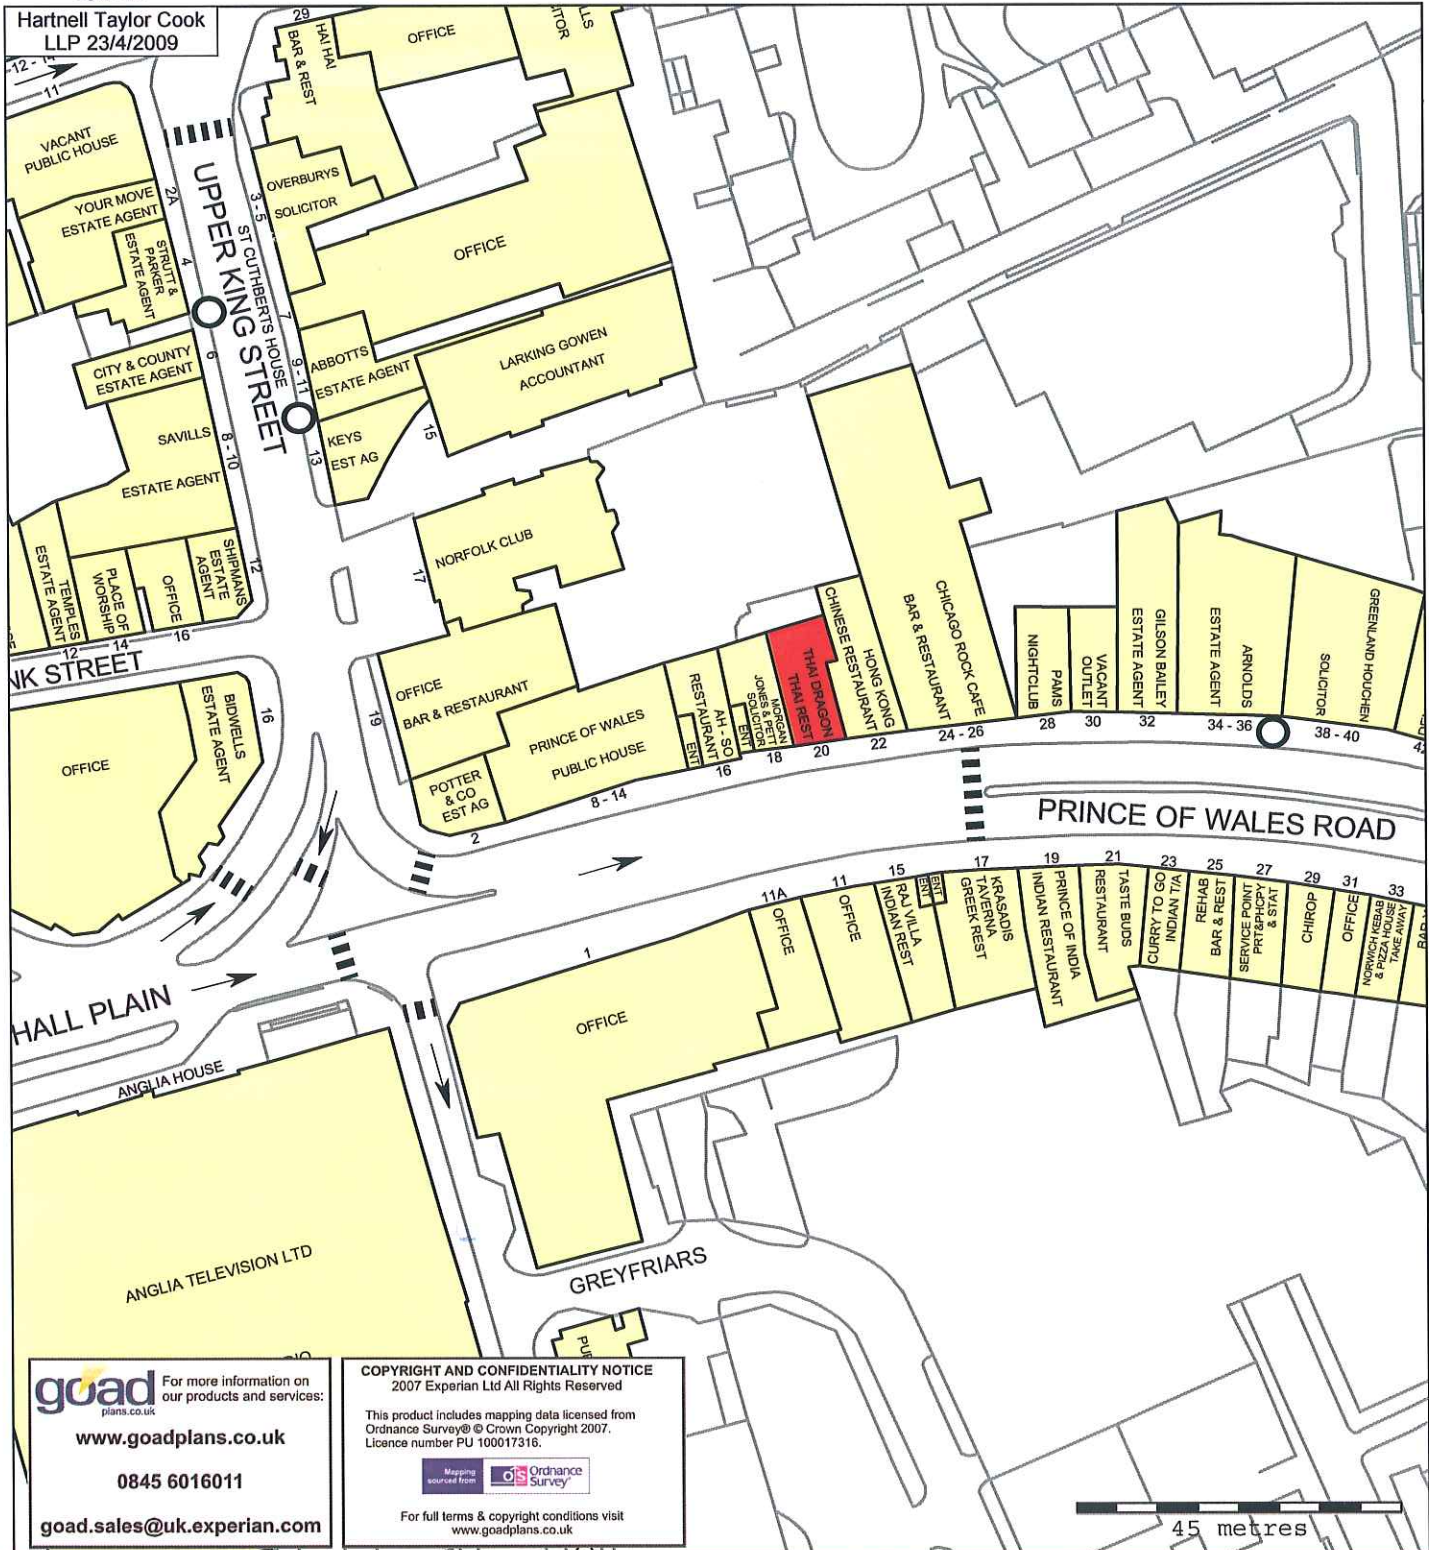 Hartnell Taylor Cook
LLP 23/4/2009
11
VACANT
PUBLIC HOUSE
YOUR MOVE
ESTATE AGENT
2A
STRUTT &
PARKER
ESTATE AGENT
4
CITY & COUNTY
ESTATE AGENT
6
SAVILLS
ESTATE AGENT
8 - 10
SHIPMANS
ESTATE
AGENT
12
OFFICE
16
PLACE OF
WORSHIP
14
TEMPLES
ESTATE AGENT
12
NK STREET
UPPER KING STREET
ST CUTHBERTS HOUSE
29
HA! HA!
BAR & REST
OFFICE
OVERBURYS
SOLICITOR
3 - 5
OFFICE
7
ABBOTTS
ESTATE AGENT
9 - 11
KEYS
EST AG
13
LARKING GOWEN
ACCOUNTANT
15
NORFOLK CLUB
17
OFFICE
BAR & RESTAURANT
19
POTTER
& CO
EST AG
2
PRINCE OF WALES
PUBLIC HOUSE
8 - 14
AH - SO
RESTAURANT
ENT
16
MORGAN
JONES & PETT
SOLICITOR
ENT
18
THAI DRAGON
THAI REST
20
HONG KONG
CHINESE RESTAURANT
22
CHICAGO ROCK CAFE
BAR & RESTAURANT
24 - 26
PAMS
NIGHTCLUB
28
VACANT
OUTLET
30
GILSON BAILEY
ESTATE AGENT
32
ARNOLDS
ESTATE AGENT
34 - 36
GREENLAND HOUCHEN
SOLICITOR
38 - 40
PRINCE OF WALES ROAD
OFFICE
BIDWELLS
ESTATE AGENT
16
HALL PLAIN
ANGLIA HOUSE
ANGLIA TELEVISION LTD
1
OFFICE
11A
OFFICE
11
OFFICE
15
RAJ VILLA
INDIAN REST
ENT
ENT
17
KRASADIS
TAVERNA
GREEK REST
19
PRINCE OF INDIA
INDIAN RESTAURANT
21
TASTE BUDS
RESTAURANT
23
CURRY TO GO
INDIAN T/A
25
REHAB
BAR & REST
27
SERVICE POINT
PRT&PHCPY
& STAT
29
CHIROP
31
OFFICE
33
NORWICH KEBAB
& PIZZA HOUSE
TAKE AWAY
GREYFRIARS
goad
plans.co.uk
For more information on
our products and services:
www.goadplans.co.uk
0845 6016011
goad.sales@uk.experian.com
COPYRIGHT AND CONFIDENTIALITY NOTICE
2007 Experian Ltd All Rights Reserved
This product includes mapping data licensed from
Ordnance Survey® © Crown Copyright 2007.
Licence number PU 100017316.
Mapping
sourced from
OS Ordnance
Survey®
For full terms & copyright conditions visit
www.goadplans.co.uk
45 metres